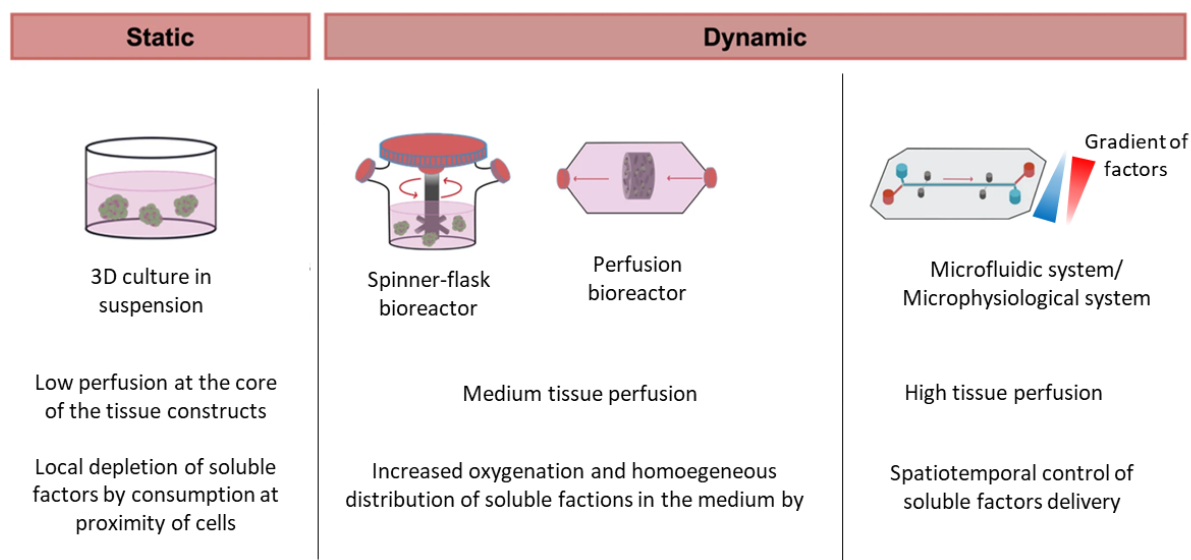 Static
Dynamic
Gradient of
factors
3D culture in
suspension
Spinner-flask
bioreactor
Perfusion
bioreactor
Microfluidic system/
Microphysiological system
Low perfusion at the core
of the tissue constructs
Medium tissue perfusion
High tissue perfusion
Local depletion of soluble
factors by consumption at
proximity of cells
Increased oxygenation and homoegeneous
distribution of soluble factions in the medium by
Spatiotemporal control of
soluble factors delivery